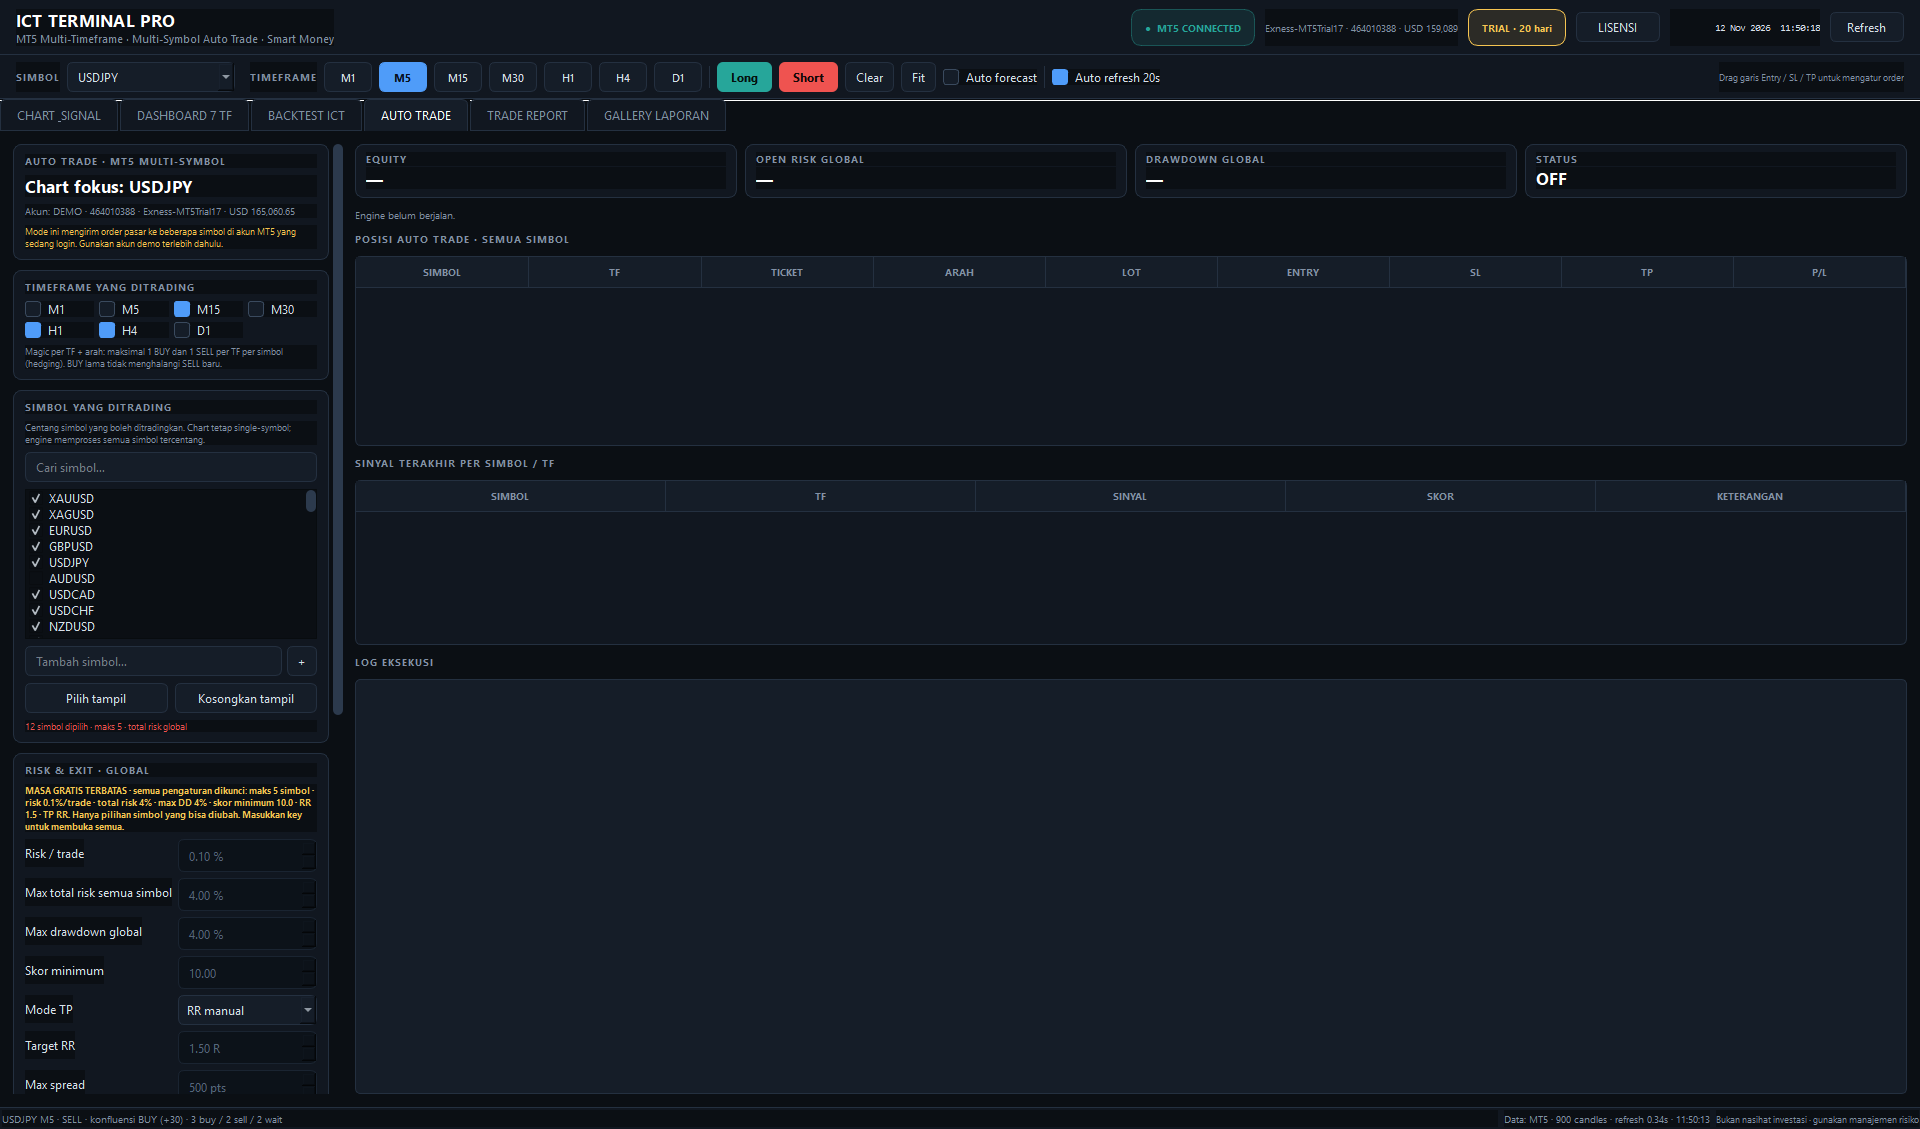 ICT TERMINAL PRO
MT5 Multi-Timeframe · Multi-Symbol Auto Trade · Smart Money
● MT5 CONNECTED
Exness-MT5Trial17 · 464010388 · USD 159,089
TRIAL · 20 hari
LISENSI
12 Nov 2026 11:50:18
Refresh
SIMBOL
USDJPY
TIMEFRAME
M1
M5
M15
M30
H1
H4
D1
Long
Short
Clear
Fit
Auto forecast
Auto refresh 20s
Drag garis Entry / SL / TP untuk mengatur order
CHART _SIGNAL
DASHBOARD 7 TF
BACKTEST ICT
AUTO TRADE
TRADE REPORT
GALLERY LAPORAN
AUTO TRADE · MT5 MULTI-SYMBOL
Chart fokus: USDJPY
Akun: DEMO · 464010388 · Exness-MT5Trial17 · USD 165,060.65
Mode ini mengirim order pasar ke beberapa simbol di akun MT5 yang
sedang login. Gunakan akun demo terlebih dahulu.
TIMEFRAME YANG DITRADING
M1
M5
M15
M30
H1
H4
D1
Magic per TF + arah: maksimal 1 BUY dan 1 SELL per TF per simbol
(hedging). BUY lama tidak menghalangi SELL baru.
SIMBOL YANG DITRADING
Centang simbol yang boleh ditradingkan. Chart tetap single-symbol;
engine memproses semua simbol tercentang.
Cari simbol...
✓ XAUUSD
✓ XAGUSD
✓ EURUSD
✓ GBPUSD
✓ USDJPY
AUDUSD
✓ USDCAD
✓ USDCHF
✓ NZDUSD
Tambah simbol...
+
Pilih tampil
Kosongkan tampil
12 simbol dipilih · maks 5 · total risk global
RISK & EXIT · GLOBAL
MASA GRATIS TERBATAS · semua pengaturan dikunci: maks 5 simbol ·
risk 0.1%/trade · total risk 4% · max DD 4% · skor minimum 10.0 · RR
1.5 · TP RR. Hanya pilihan simbol yang bisa diubah. Masukkan key
untuk membuka semua.
Risk / trade
0.10 %
Max total risk semua simbol
4.00 %
Max drawdown global
4.00 %
Skor minimum
10.00
Mode TP
RR manual
Target RR
1.50 R
Max spread
500 pts
EQUITY
—
OPEN RISK GLOBAL
—
DRAWDOWN GLOBAL
—
STATUS
OFF
Engine belum berjalan.
POSISI AUTO TRADE · SEMUA SIMBOL
SIMBOL
TF
TICKET
ARAH
LOT
ENTRY
SL
TP
P/L
SINYAL TERAKHIR PER SIMBOL / TF
SIMBOL
TF
SINYAL
SKOR
KETERANGAN
LOG EKSEKUSI
USDJPY M5 · SELL · konfluensi BUY (+30) · 3 buy / 2 sell / 2 wait
Data: MT5 · 900 candles · refresh 0.34s · 11:50:13
Bukan nasihat investasi · gunakan manajemen risiko